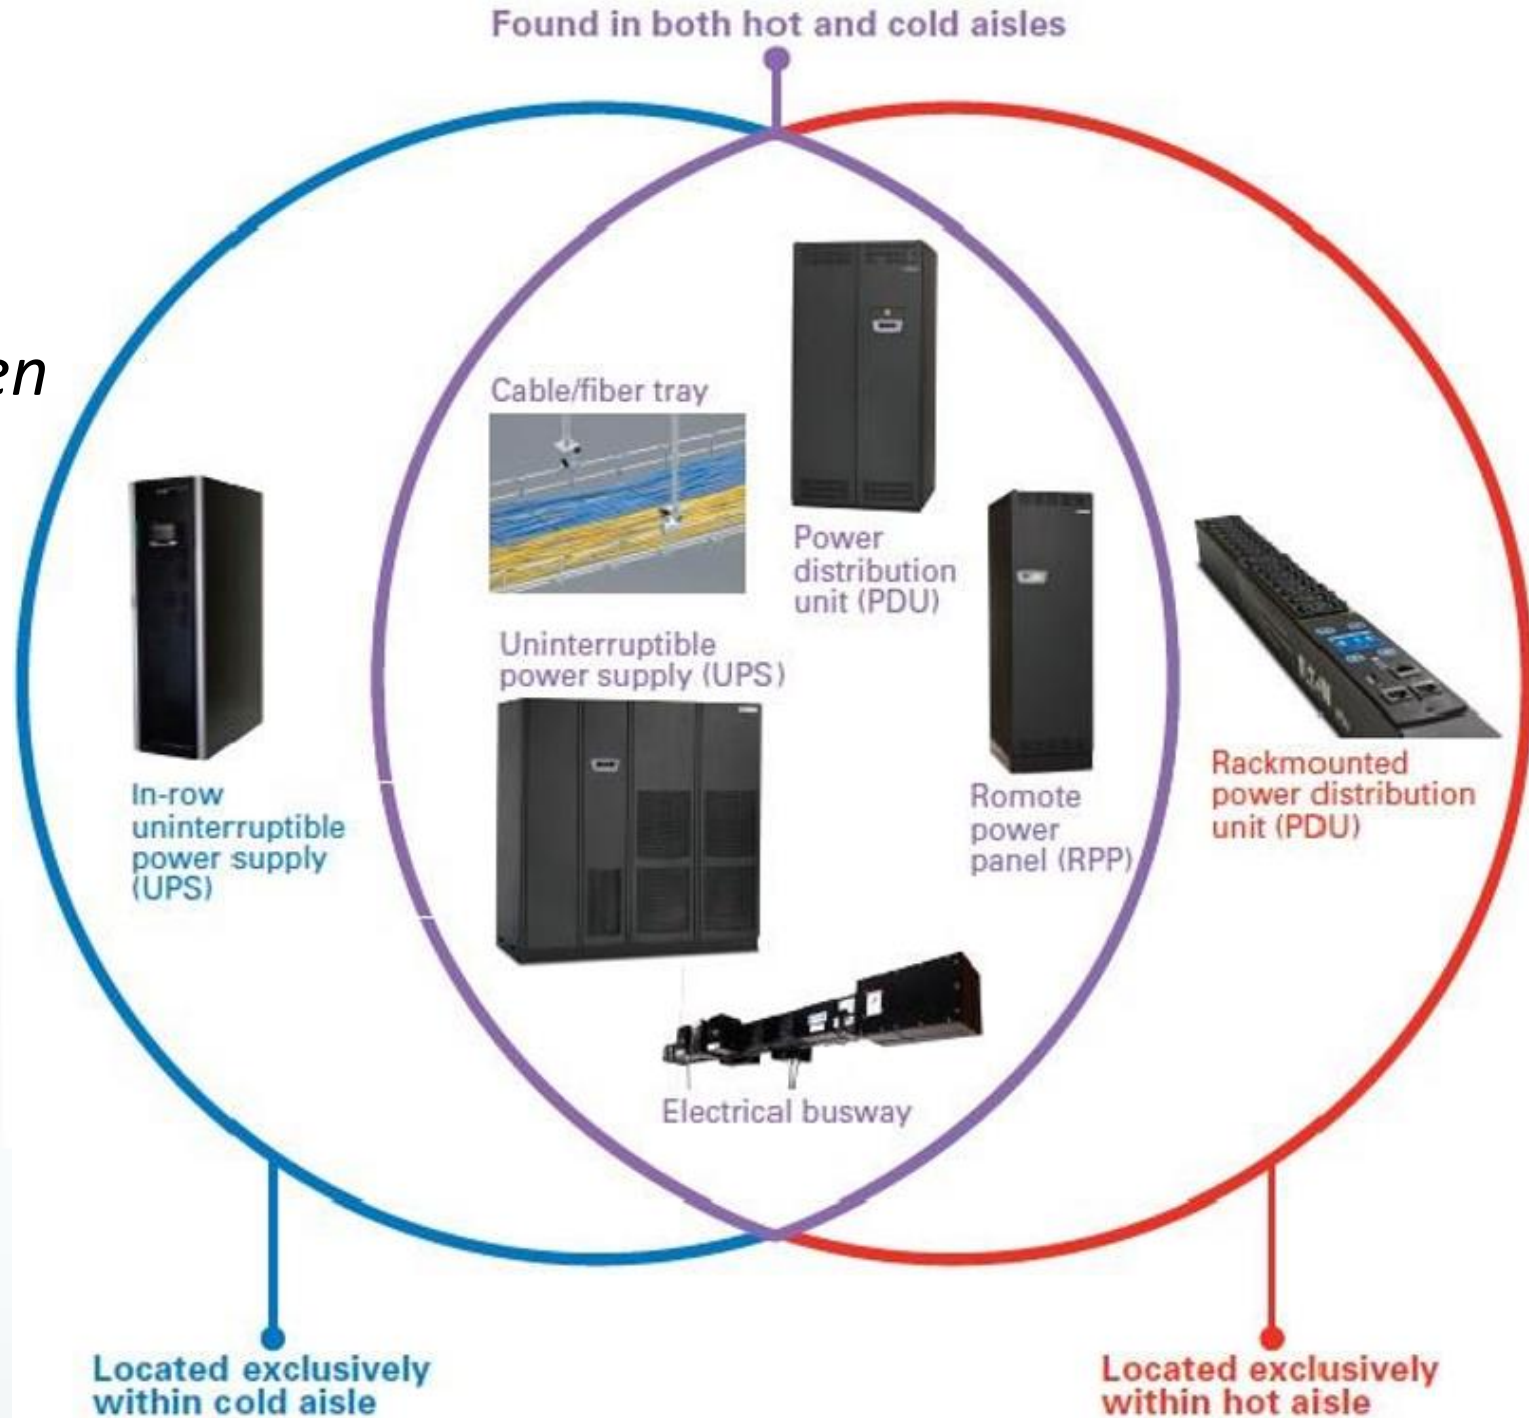 Found in both hot and cold aisles
en
Cable/fiber tray
Power
distribution
unit (PDU)
Uninterruptible
power supply (UPS)
In-row
uninterruptible
power supply
(UPS)
Romote
power
panel (RPP)
Rackmounted
power distribution
unit (PDU)
Electrical busway
Located exclusively
within cold aisle
Located exclusively
within hot aisle